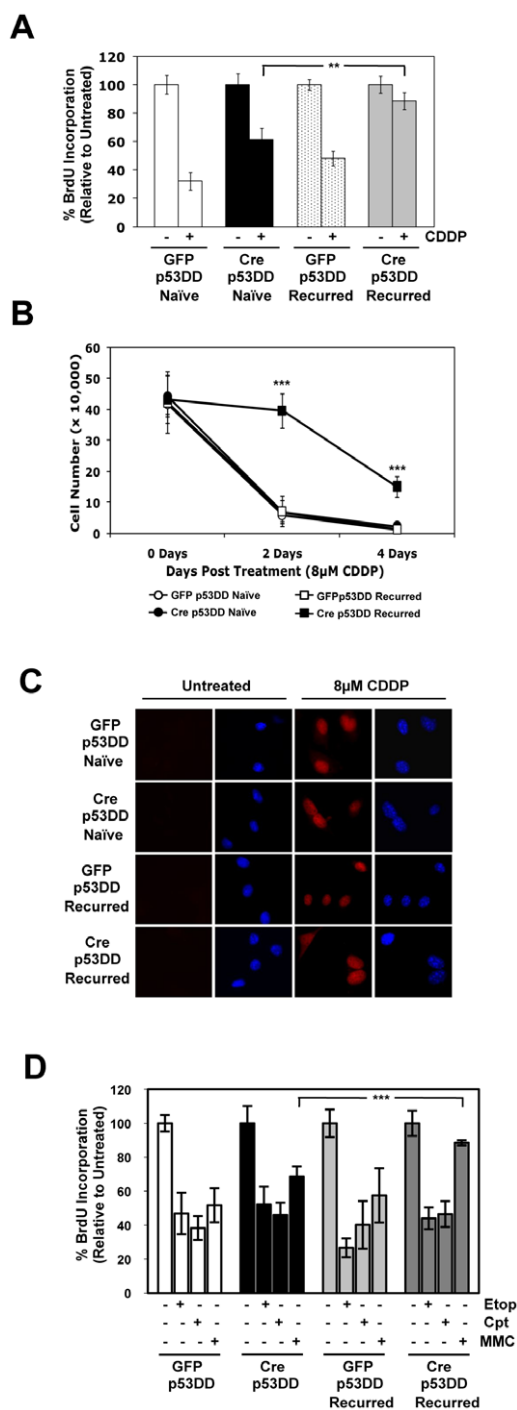 A
% BrdU Incorporation
(Relative to Untreated)
120
100
80
60
40
20
0
**
- + - + - + - + CDDP
GFP p53DD Naïve
Cre p53DD Naïve
GFP p53DD Recurred
Cre p53DD Recurred
B
Cell Number (x 10,000)
60
50
40
30
20
10
0
***
***
0 Days 2 Days 4 Days
Days Post Treatment (8µM CDDP)
GFP p53DD Naïve
GFPp53DD Recurred
Cre p53DD Naïve
Cre p53DD Recurred
C
Untreated 8µM CDDP
GFP
p53DD
Naïve
Cre
p53DD
Naïve
GFP
p53DD
Recurred
Cre
p53DD
Recurred
D
% BrdU Incorporation
(Relative to Untreated)
120
100
80
60
40
20
0
***
- + - - - + - - - + - - - + - - Etop
- - + - - - + - - - + - - - + - Cpt
- - - + - - - + - - - + - - - + MMC
GFP p53DD
Cre p53DD
GFP p53DD Recurred
Cre p53DD Recurred